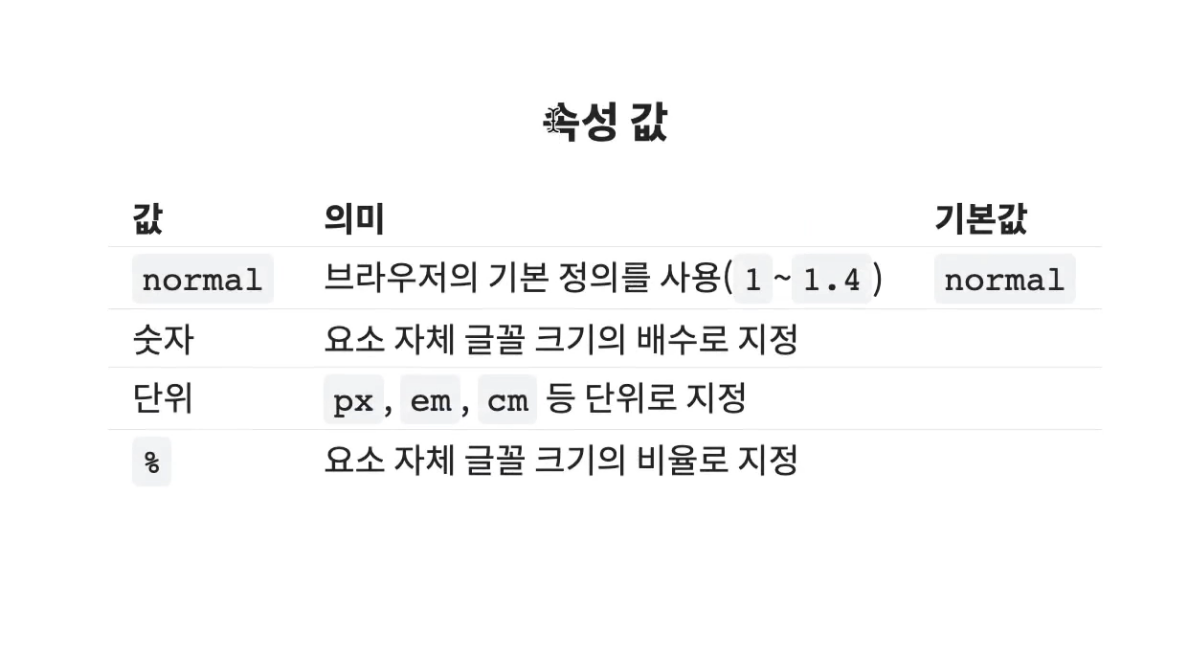 속성 값
값 의미 기본값
normal 브라우저의 기본 정의를 사용(1~1.4) normal
숫자 요소 자체 글꼴 크기의 배수로 지정
단위 px, em, cm 등 단위로 지정
% 요소 자체 글꼴 크기의 비율로 지정